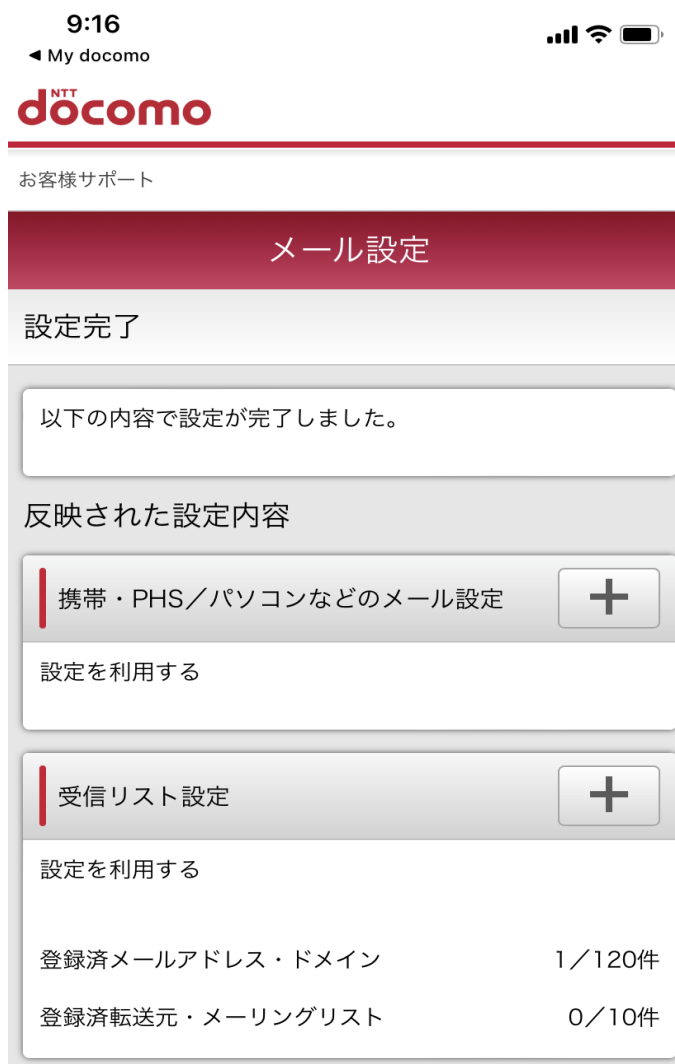 9:16
◀ My docomo
NTT
docomo
お客様サポート
メール設定
設定完了
以下の内容で設定が完了しました。
反映された設定内容
携帯・PHS／パソコンなどのメール設定
設定を利用する
受信リスト設定
設定を利用する
登録済メールアドレス・ドメイン 1／120件
登録済転送元・メーリングリスト 0／10件